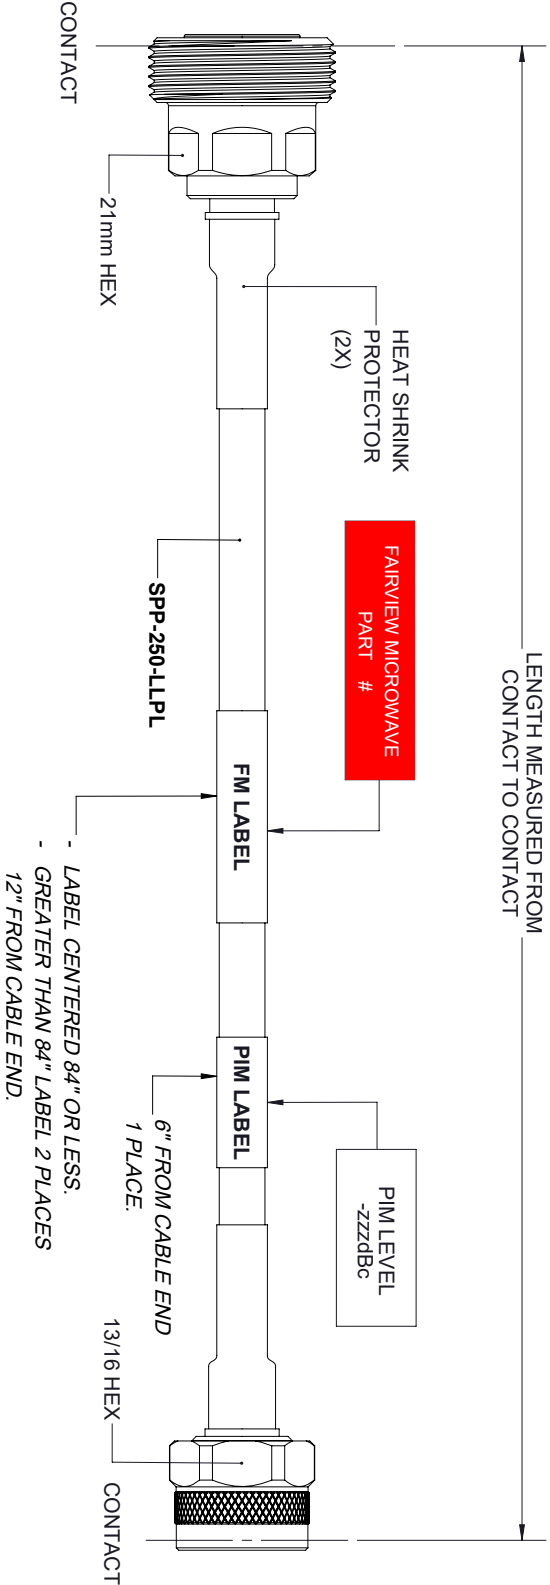 LENGTH MEASURED FROM
CONTACT TO CONTACT
FAIRVIEW MICROWAVE
PART #
HEAT SHRINK
PROTECTOR
(2X)
PIM LEVEL
-zzzdBc
FM LABEL
PIM LABEL
SPP-250-LLPL
21mm HEX
CONTACT
6" FROM CABLE END
1 PLACE.
13/16 HEX
CONTACT
- LABEL CENTERED 84" OR LESS.
- GREATER THAN 84" LABEL 2 PLACES
12" FROM CABLE END.